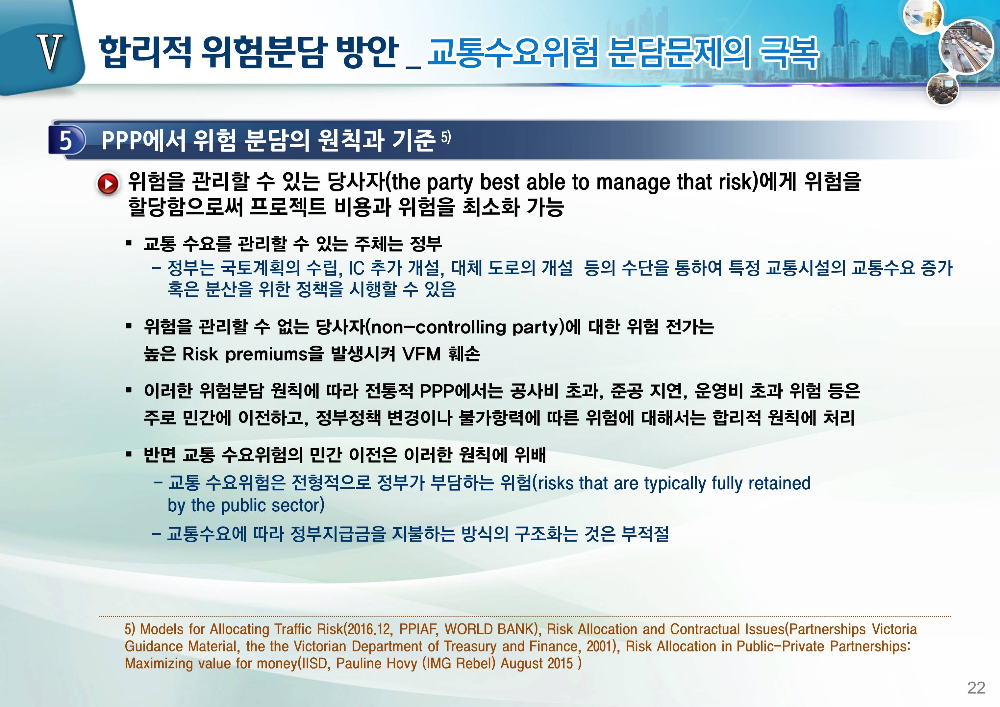 V
합리적 위험분담 방안 _ 교통수요위험 분담문제의 극복
5 PPP에서 위험 분담의 원칙과 기준 5)
위험을 관리할 수 있는 당사자(the party best able to manage that risk)에게 위험을
할당함으로써 프로젝트 비용과 위험을 최소화 가능
▪ 교통 수요를 관리할 수 있는 주체는 정부
– 정부는 국토계획의 수립, IC 추가 개설, 대체 도로의 개설 등의 수단을 통하여 특정 교통시설의 교통수요 증가
혹은 분산을 위한 정책을 시행할 수 있음
▪ 위험을 관리할 수 없는 당사자(non-controlling party)에 대한 위험 전가는
높은 Risk premiums을 발생시켜 VFM 훼손
▪ 이러한 위험분담 원칙에 따라 전통적 PPP에서는 공사비 초과, 준공 지연, 운영비 초과 위험 등은
주로 민간에 이전하고, 정부정책 변경이나 불가항력에 따른 위험에 대해서는 합리적 원칙에 처리
▪ 반면 교통 수요위험의 민간 이전은 이러한 원칙에 위배
– 교통 수요위험은 전형적으로 정부가 부담하는 위험(risks that are typically fully retained
by the public sector)
– 교통수요에 따라 정부지급금을 지불하는 방식의 구조화는 것은 부적절
5) Models for Allocating Traffic Risk(2016.12, PPIAF, WORLD BANK), Risk Allocation and Contractual Issues(Partnerships Victoria
Guidance Material, the the Victorian Department of Treasury and Finance, 2001), Risk Allocation in Public-Private Partnerships:
Maximizing value for money(IISD, Pauline Hovy (IMG Rebel) August 2015 )
22